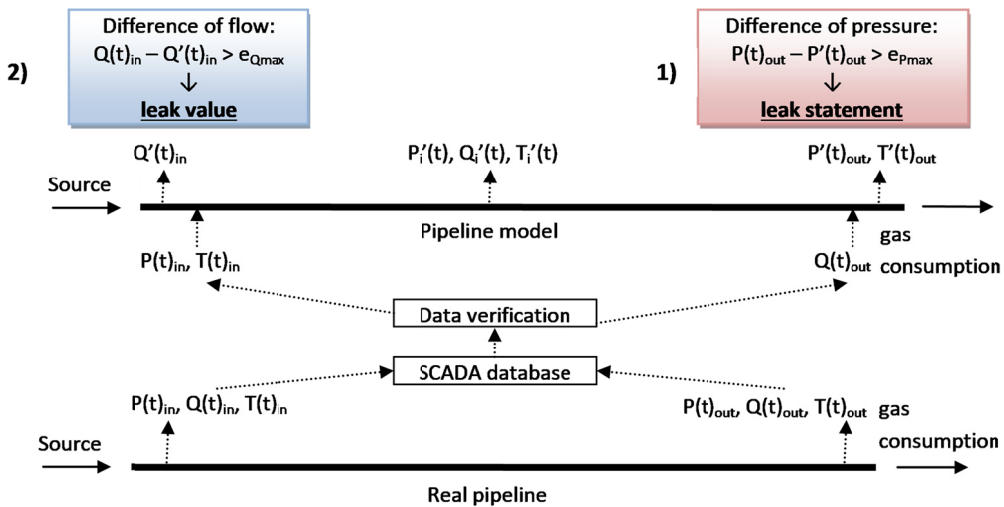 Difference of flow:
Q(t)in – Q’(t)in > eQmax
↓
leak value
2)
Difference of pressure:
P(t)out – P’(t)out > ePmax
↓
leak statement
1)
Q’(t)in
Pi’(t), Qi’(t), Ti’(t)
P’(t)out, T’(t)out
Source
Pipeline model
gas
consumption
P(t)in, T(t)in
Q(t)out
Data verification
SCADA database
P(t)in, Q(t)in, T(t)in
P(t)out, Q(t)out, T(t)out
gas
consumption
Source
Real pipeline